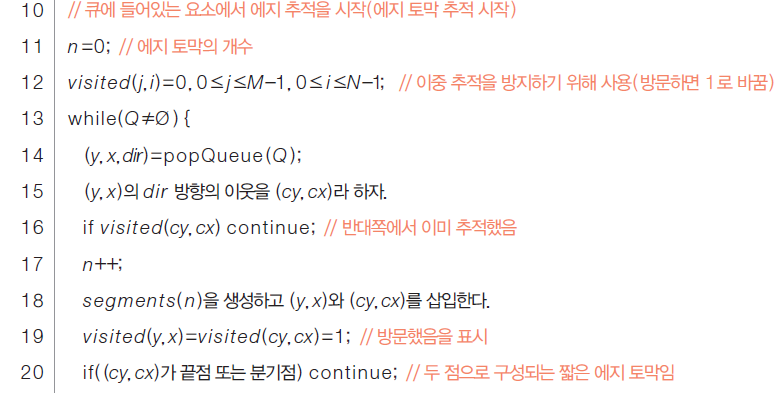 10 // 큐에 들어있는 요소에서 에지 추적을 시작(에지 토막 추적 시작)
11 n=0; // 에지 토막의 개수
12 visited(j,i)=0, 0≤j≤M-1, 0≤i≤N-1; // 이중 추적을 방지하기 위해 사용(방문하면 1로 바꿈)
13 while(Q≠Ø) {
14 (y,x,dir)=popQueue(Q);
15 (y,x)의 dir 방향의 이웃을 (cy,cx)라 하자.
16 if visited(cy,cx) continue; // 반대쪽에서 이미 추적했음
17 n++;
18 segments(n)을 생성하고 (y,x)와 (cy,cx)를 삽입한다.
19 visited(y,x)=visited(cy,cx)=1; // 방문했음을 표시
20 if((cy,cx)가 끝점 또는 분기점) continue; // 두 점으로 구성되는 짧은 에지 토막임